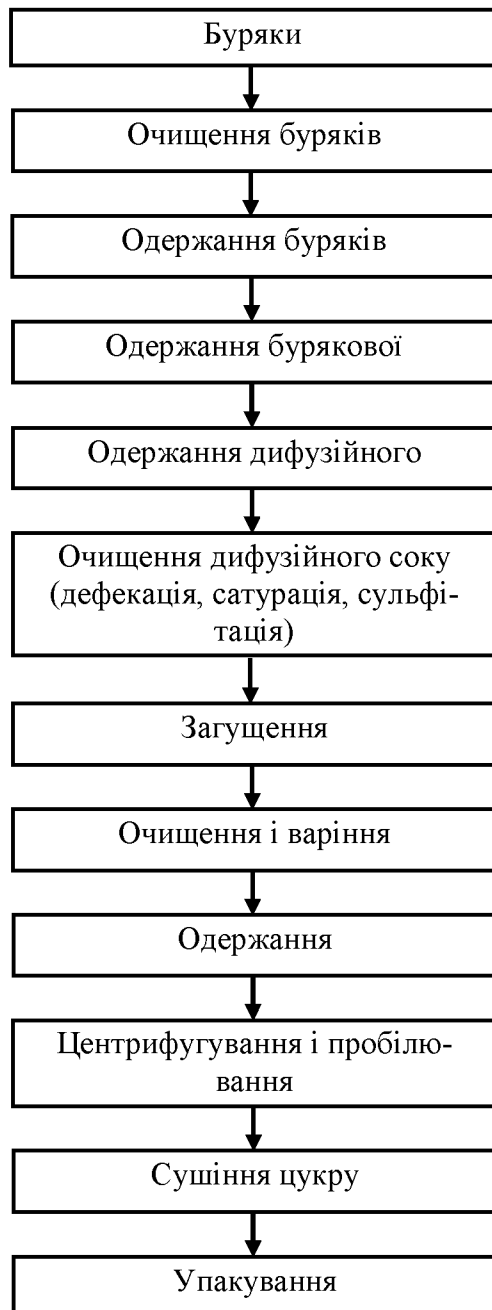 Буряки
Очищення буряків
Одержання буряків
Одержання бурякової
Одержання дифузійного
Очищення дифузійного соку
(дефекація, сатурація, сульфі-
тація)
Загущення
Очищення і варіння
Одержання
Центрифугування і пробілю-
вання
Сушіння цукру
Упакування